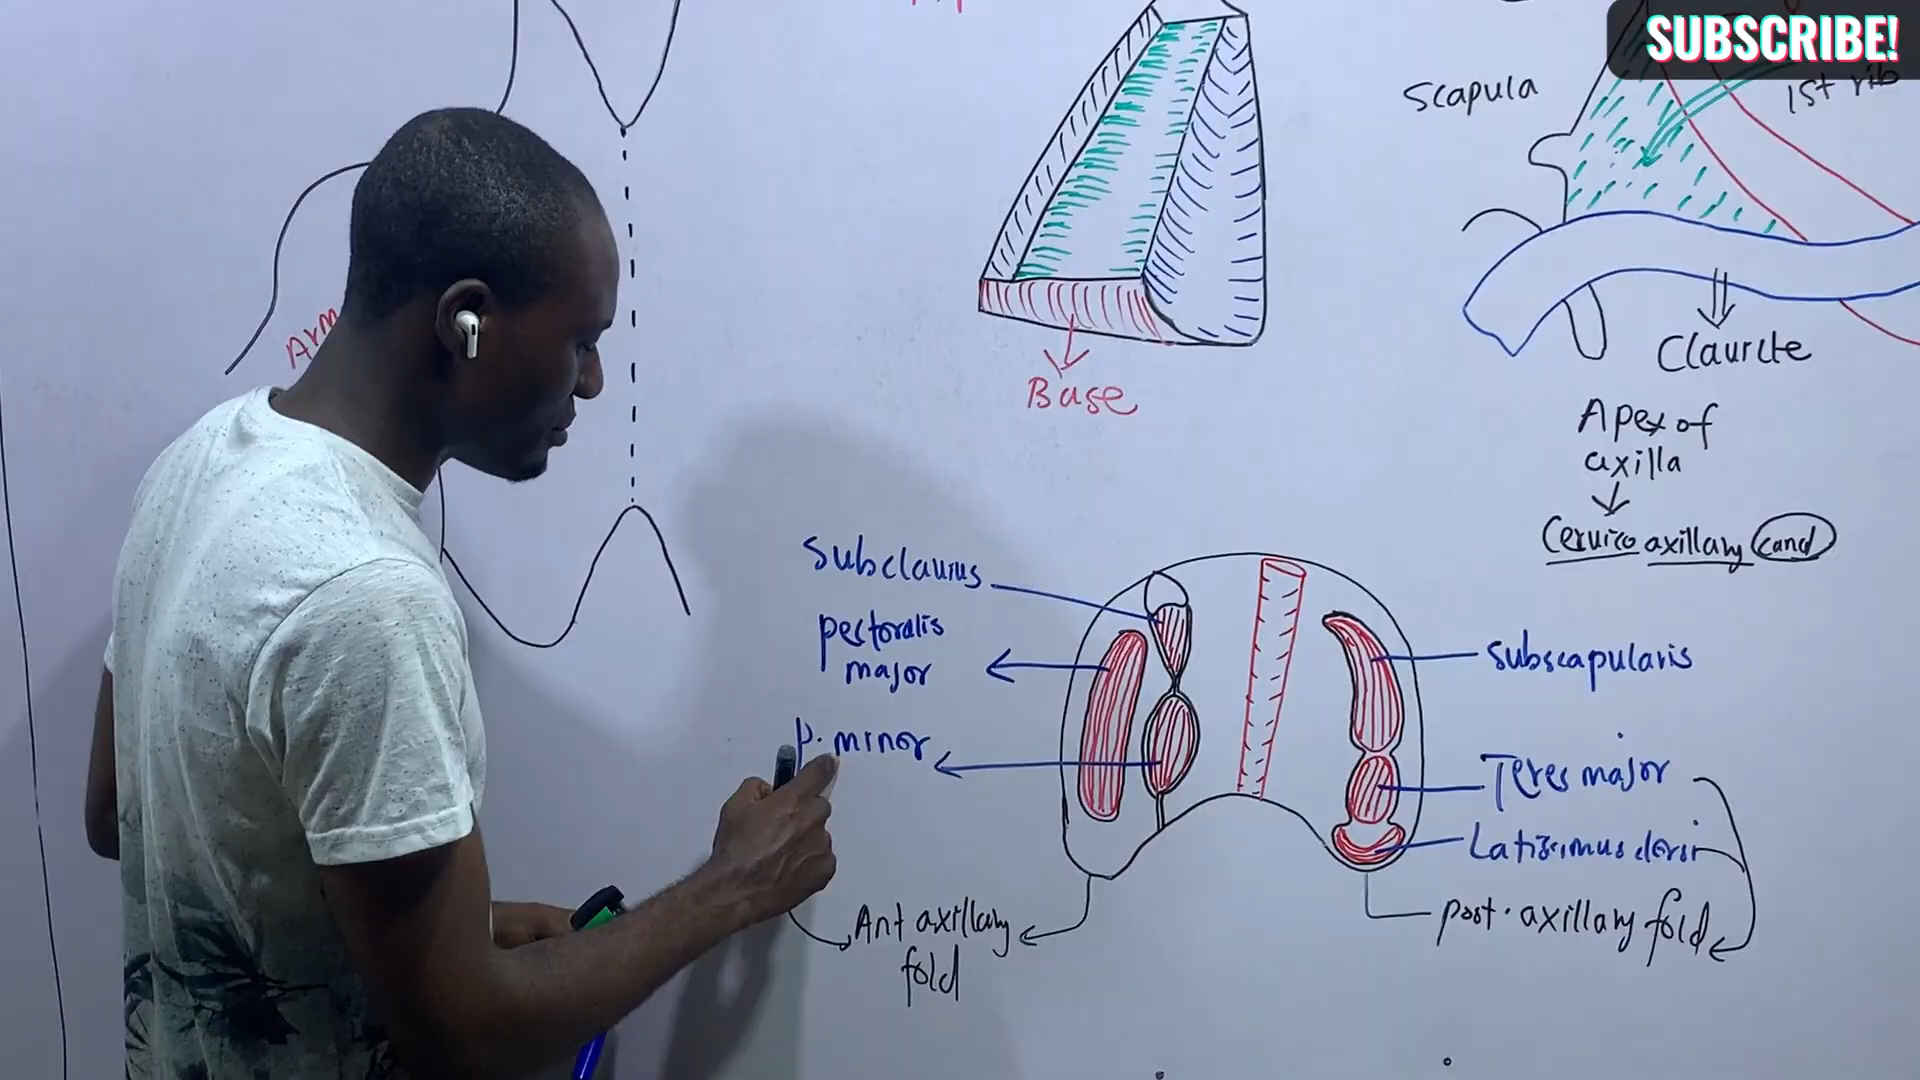 SUBSCRIBE!
Scapula
1st rib
Arm
Clavicle
Base
Apex of
axilla
Cervico axillary canal
Subclavius
pectoralis
major
p. minor
Subscapularis
Teres major
Latissimus dorsi
Ant axillary
fold
post. axillary fold